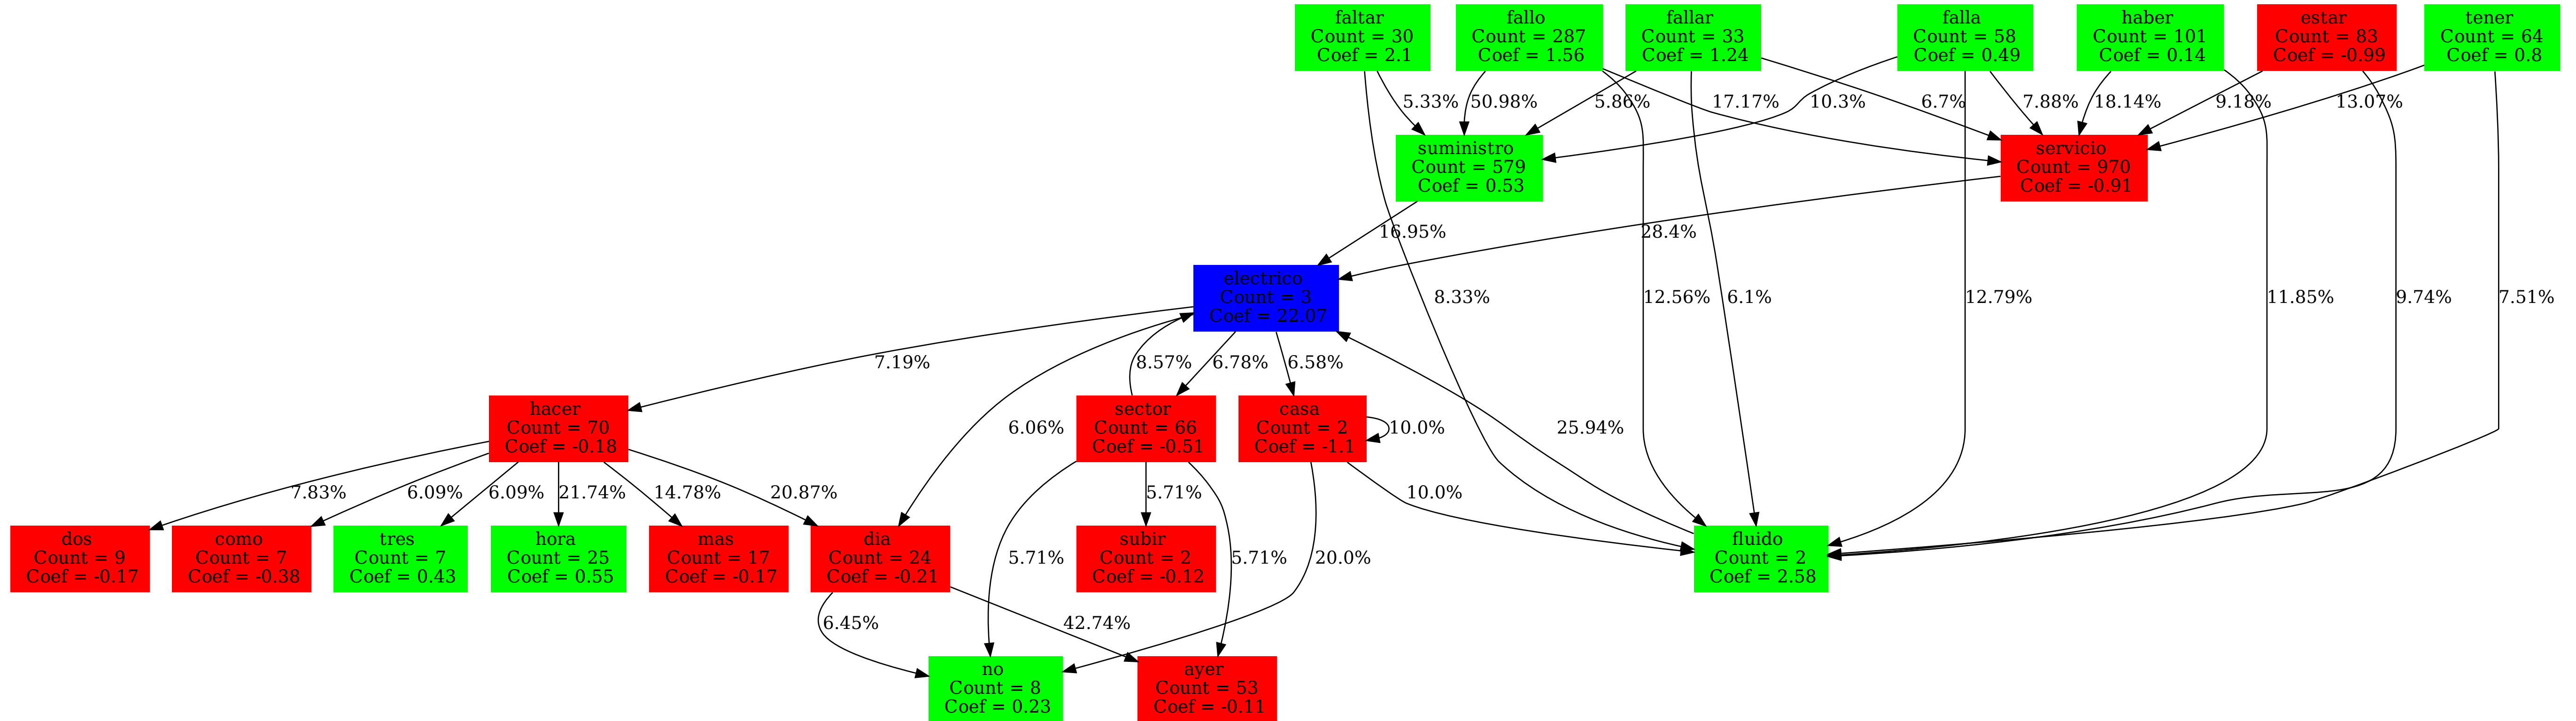 faltar
Count = 30
Coef = 2.1
fallo
Count = 287
Coef = 1.56
fallar
Count = 33
Coef = 1.24
falla
Count = 58
Coef = 0.49
haber
Count = 101
Coef = 0.14
estar
Count = 83
Coef = -0.99
tener
Count = 64
Coef = 0.8
5.33%
50.98%
5.86%
17.17%
10.3%
6.7%
7.88%
18.14%
9.18%
13.07%
suministro
Count = 579
Coef = 0.53
servicio
Count = 970
Coef = -0.91
16.95%
28.4%
electrico
Count = 3
Coef = 22.07
8.33%
12.56%
6.1%
12.79%
11.85%
9.74%
7.51%
7.19%
8.57%
6.78%
6.58%
hacer
Count = 70
Coef = -0.18
6.06%
sector
Count = 66
Coef = -0.51
casa
Count = 2
Coef = -1.1
10.0%
25.94%
7.83%
6.09%
6.09%
21.74%
14.78%
20.87%
5.71%
10.0%
dos
Count = 9
Coef = -0.17
como
Count = 7
Coef = -0.38
tres
Count = 7
Coef = 0.43
hora
Count = 25
Coef = 0.55
mas
Count = 17
Coef = -0.17
dia
Count = 24
Coef = -0.21
5.71%
subir
Count = 2
Coef = -0.12
5.71%
20.0%
fluido
Count = 2
Coef = 2.58
6.45%
42.74%
no
Count = 8
Coef = 0.23
ayer
Count = 53
Coef = -0.11